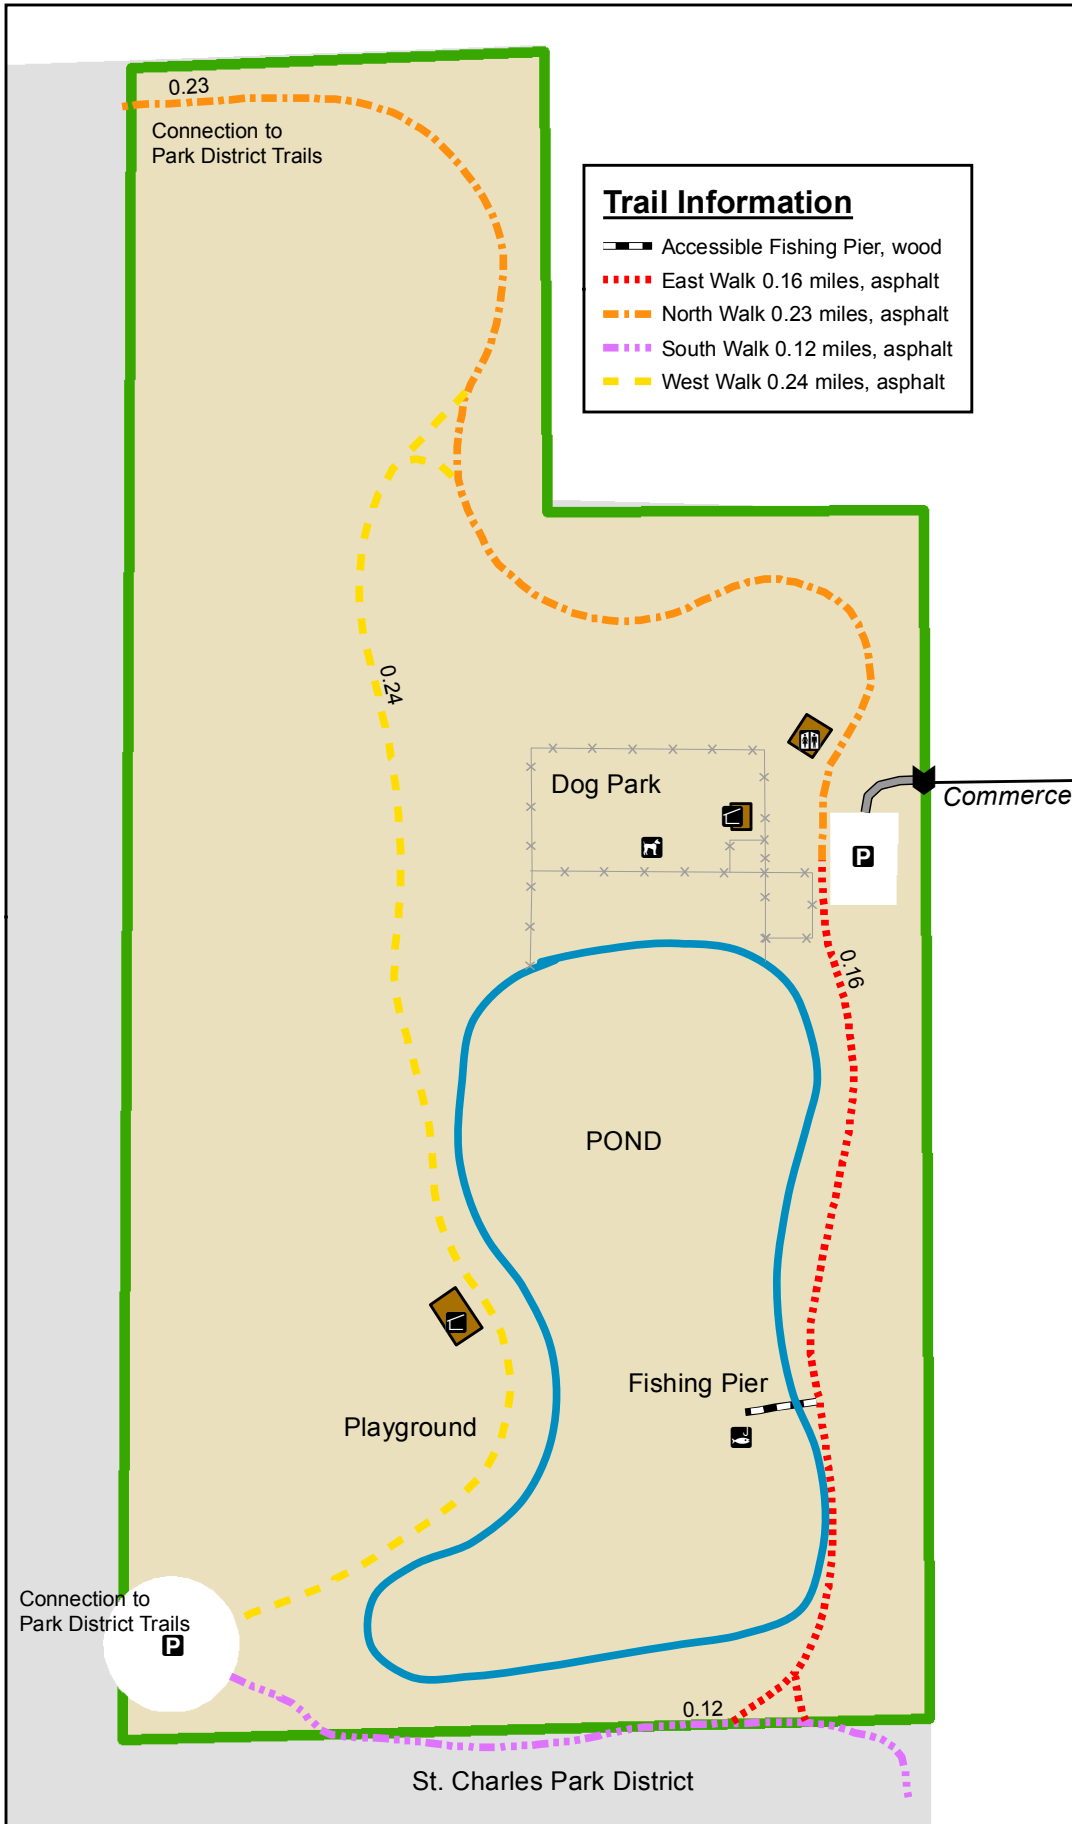 0.23
Connection to
Park District Trails
Trail Information
Accessible Fishing Pier, wood
East Walk 0.16 miles, asphalt
North Walk 0.23 miles, asphalt
South Walk 0.12 miles, asphalt
West Walk 0.24 miles, asphalt
0.24
Dog Park
Commerce
P
0.16
POND
Fishing Pier
Playground
Connection to
Park District Trails
P
0.12
St. Charles Park District